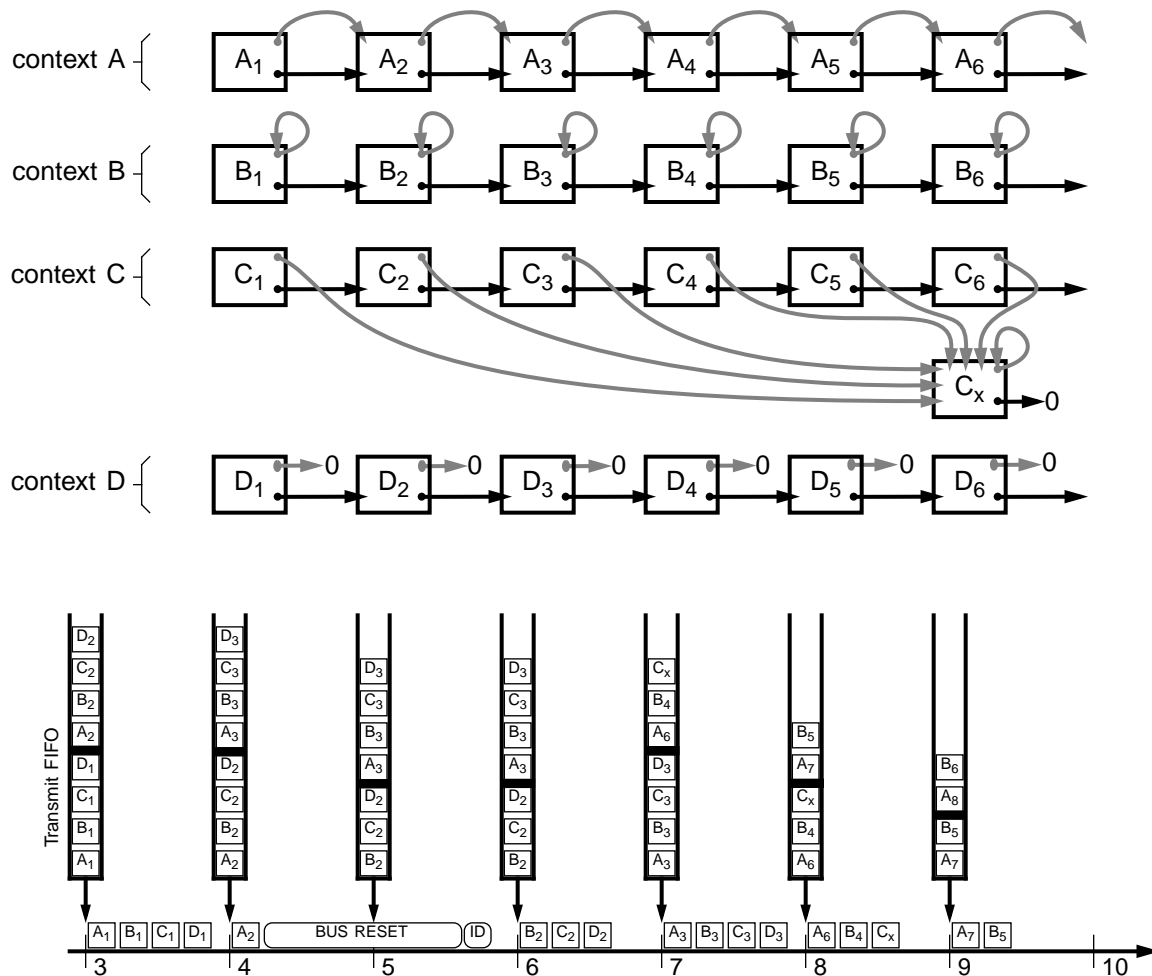 context A A1 A2 A3 A4 A5 A6
context B B1 B2 B3 B4 B5 B6
context C C1 C2 C3 C4 C5 C6
Cx 0
context D D1 0 D2 0 D3 0 D4 0 D5 0 D6 0
Transmit FIFO
D2 D3
C2 C3 D3 D3 Cx
B2 B3 C3 C3 B4
A2 A3 B3 B3 A6 B5
D1 D2 A3 A3 D3 A7 B6
C1 C2 D2 D2 C3 Cx A8
B1 B2 C2 C2 B3 B4 B5
A1 A2 B2 B2 A3 A6 A7
A1 B1 C1 D1 A2 BUS RESET ID B2 C2 D2 A3 B3 C3 D3 A6 B4 Cx A7 B5
3 4 5 6 7 8 9 10